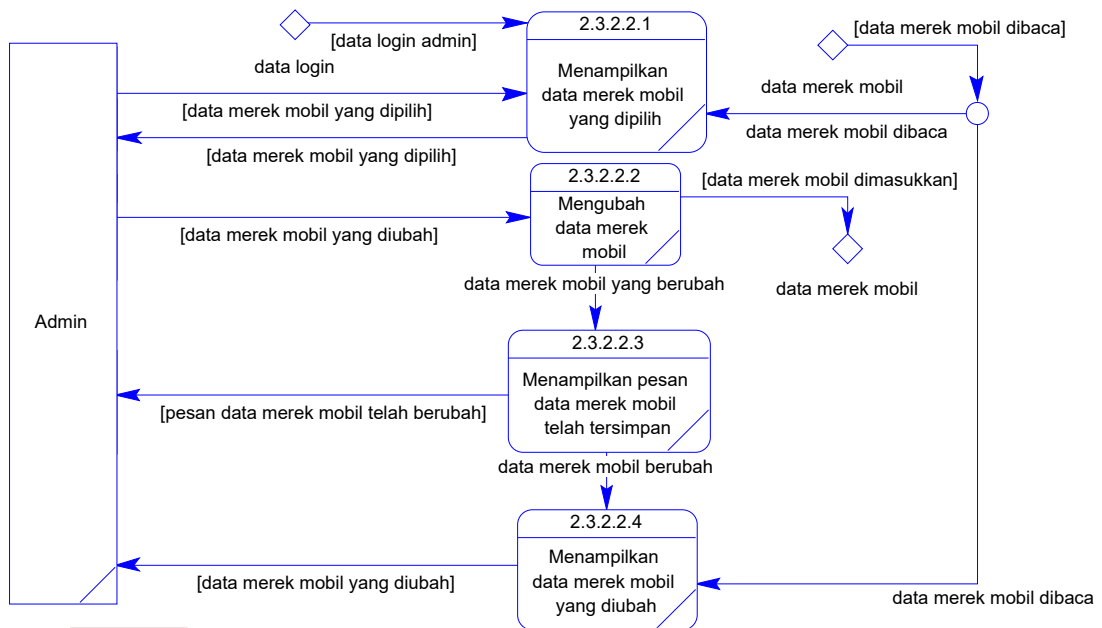 2.3.2.2.1
[data merek mobil dibaca]
[data login admin]
data login
Menampilkan
data merek mobil
yang dipilih
data merek mobil
[data merek mobil yang dipilih]
data merek mobil dibaca
[data merek mobil yang dipilih]
2.3.2.2.2
[data merek mobil dimasukkan]
Mengubah
data merek
mobil
[data merek mobil yang diubah]
data merek mobil yang berubah
data merek mobil
Admin
2.3.2.2.3
Menampilkan pesan
data merek mobil
telah tersimpan
[pesan data merek mobil telah berubah]
data merek mobil berubah
2.3.2.2.4
Menampilkan
data merek mobil
yang diubah
[data merek mobil yang diubah]
data merek mobil dibaca